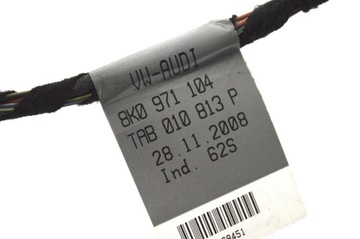 VW-AUDI
8K0 971 104
TAB 010 813 P
28.11.2008
Ind. 62S